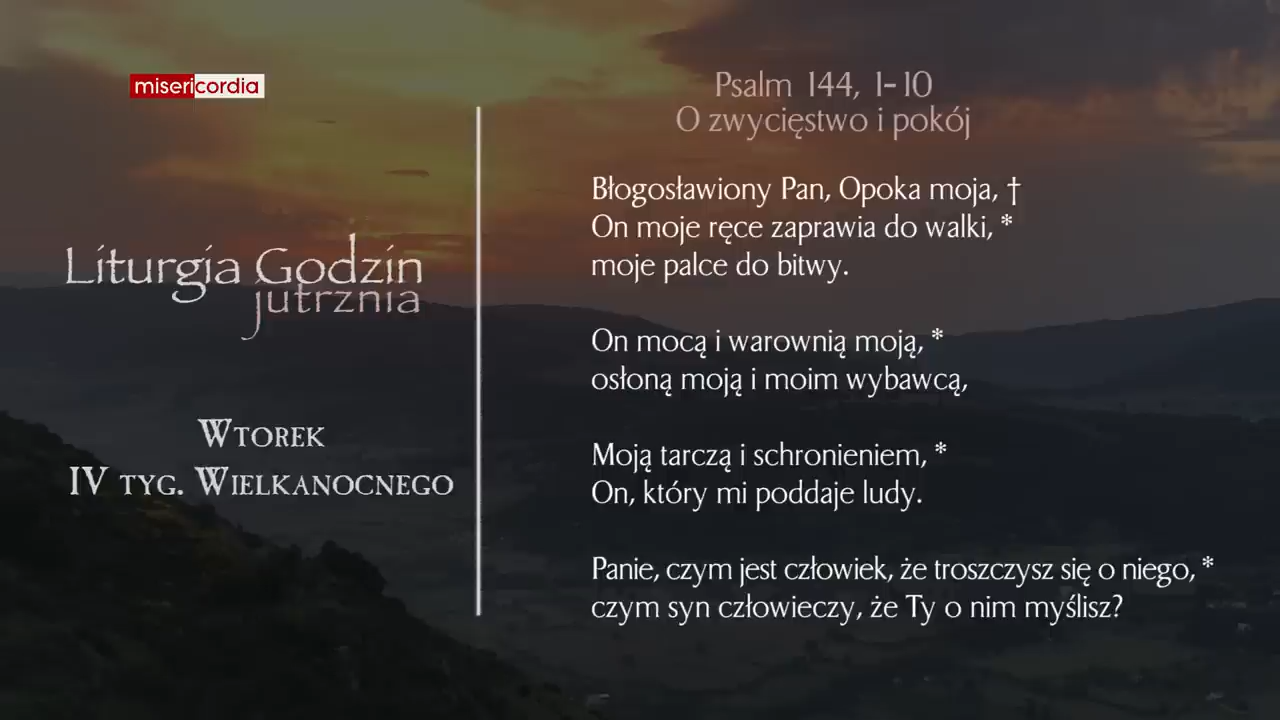 misericordia
Liturgia Godzin
jutrznia
Wtorek
IV tyg. Wielkanocnego
Psalm 144, 1-10
O zwycięstwo i pokój
Błogosławiony Pan, Opoka moja, †
On moje ręce zaprawia do walki, *
moje palce do bitwy.
On mocą i warownią moją, *
osłoną moją i moim wybawcą,
Moją tarczą i schronieniem, *
On, który mi poddaje ludy.
Panie, czym jest człowiek, że troszczysz się o niego, *
czym syn człowieczy, że Ty o nim myślisz?